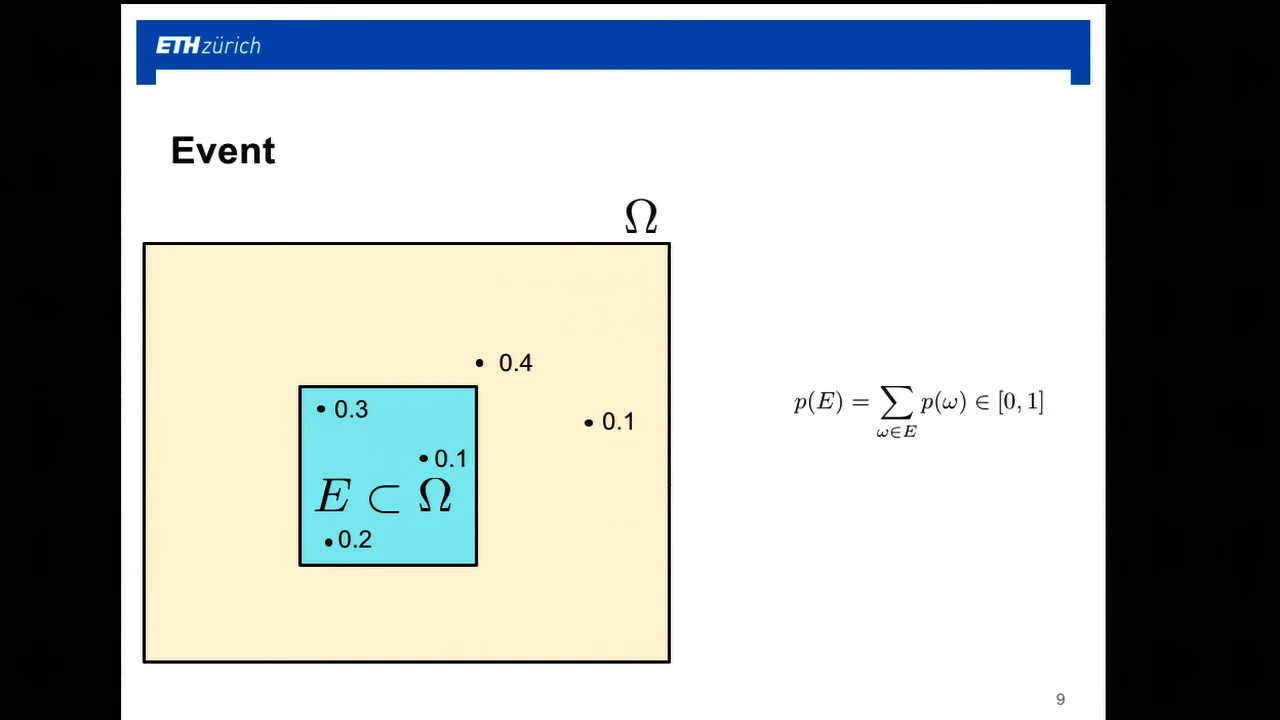 ETH zürich
Event
Ω
0.4
0.3
0.1
0.1
E ⊂ Ω
0.2
p(E) = ∑_{ω∈E} p(ω) ∈ [0, 1]
9